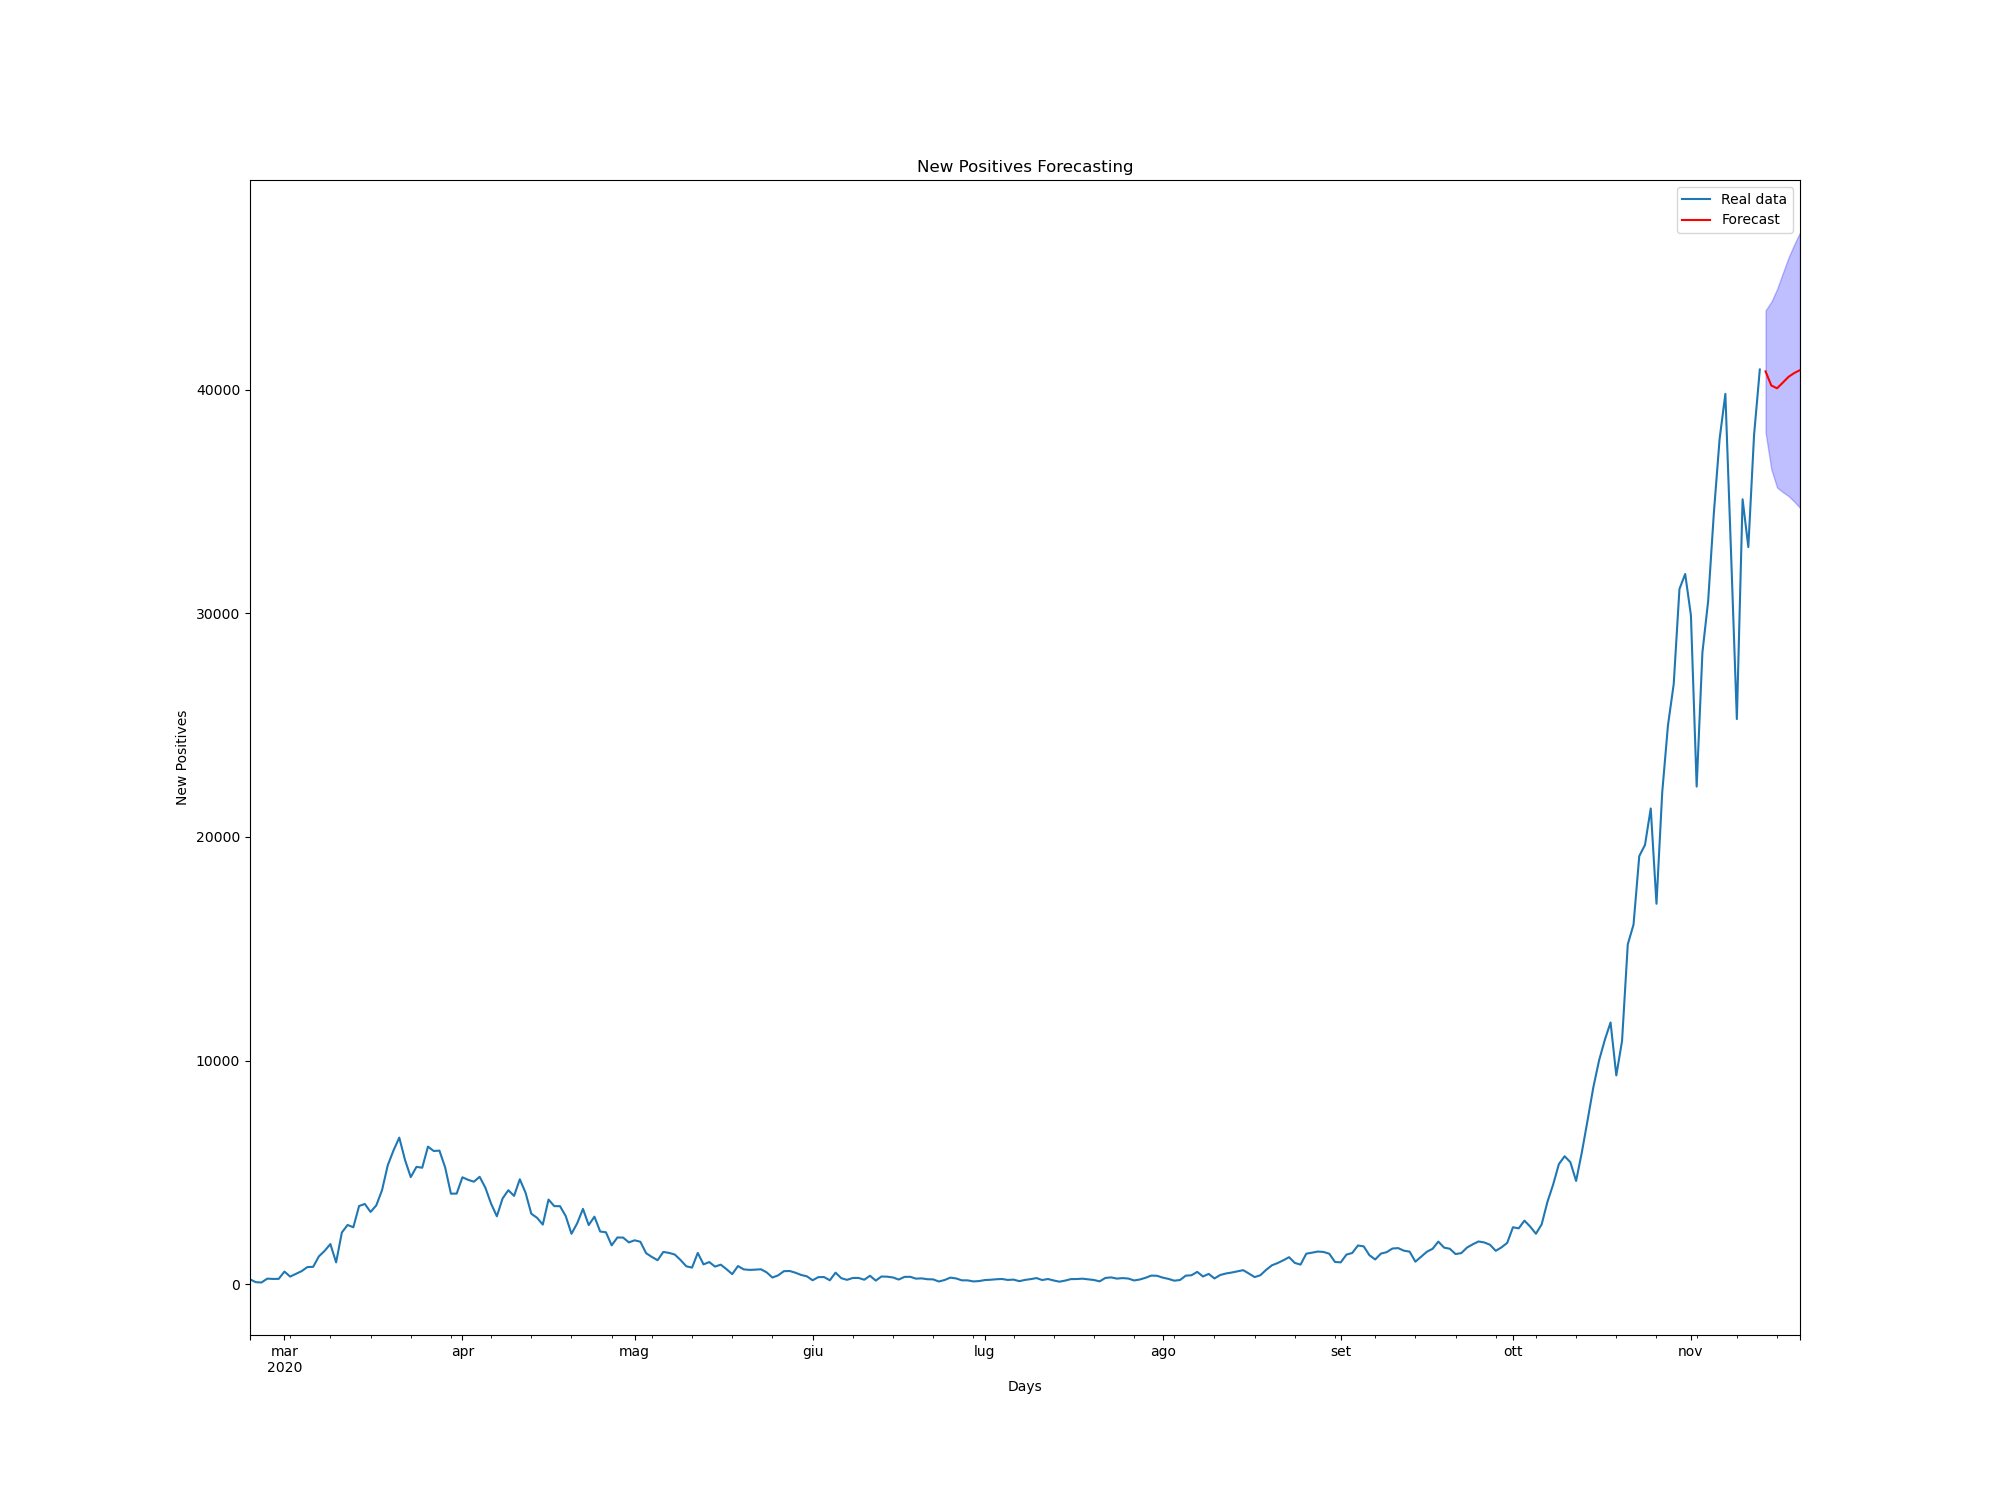 New Positives Forecasting
Real data
Forecast
New Positives
40000
30000
20000
10000
0
mar apr mag giu lug ago set ott nov
2020
Days